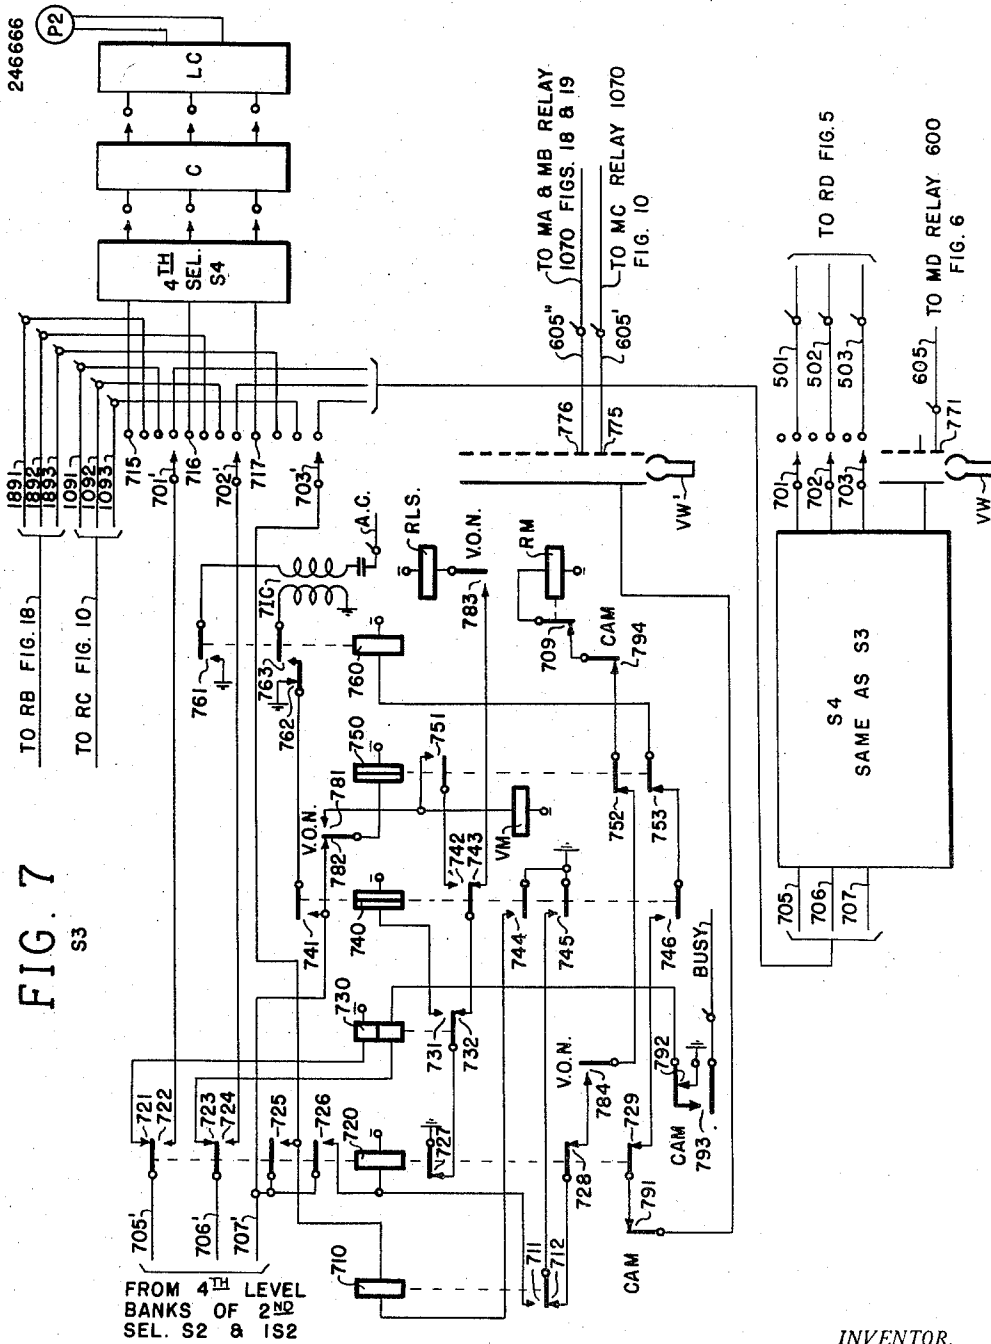 246666
P2
LC
C
4TH
SEL.
S4
1891
1892
1893
1091
1092
1093
TO RB FIG. 18
TO RC FIG. 10
715
701'
716
702'
717
703'
TO MA & MB RELAY
1070 FIGS. 18 & 19
TO MC RELAY 1070
FIG. 10
605"
605'
776
775
VW'
TO RD FIG.5
501
502
503
701
702
703
TO MD RELAY 600
FIG. 6
605
771
VW
S4
SAME AS S3
705
706
707
FIG. 7
S3
A.C.
71C
RLS.
V.O.N.
783
RM
709
CAM
794
761
763
762
760
750
751
781
V.O.N.
782
VM
752
753
742
743
741
740
744
745
746
BUSY
730
731
732
V.O.N.
784
792
CAM
793
721
722
723
724
725
726
720
727
728
729
791
CAM
705'
706'
707'
710
711
712
FROM 4TH LEVEL
BANKS OF 2ND
SEL. S2 & 1S2
INVENTOR.